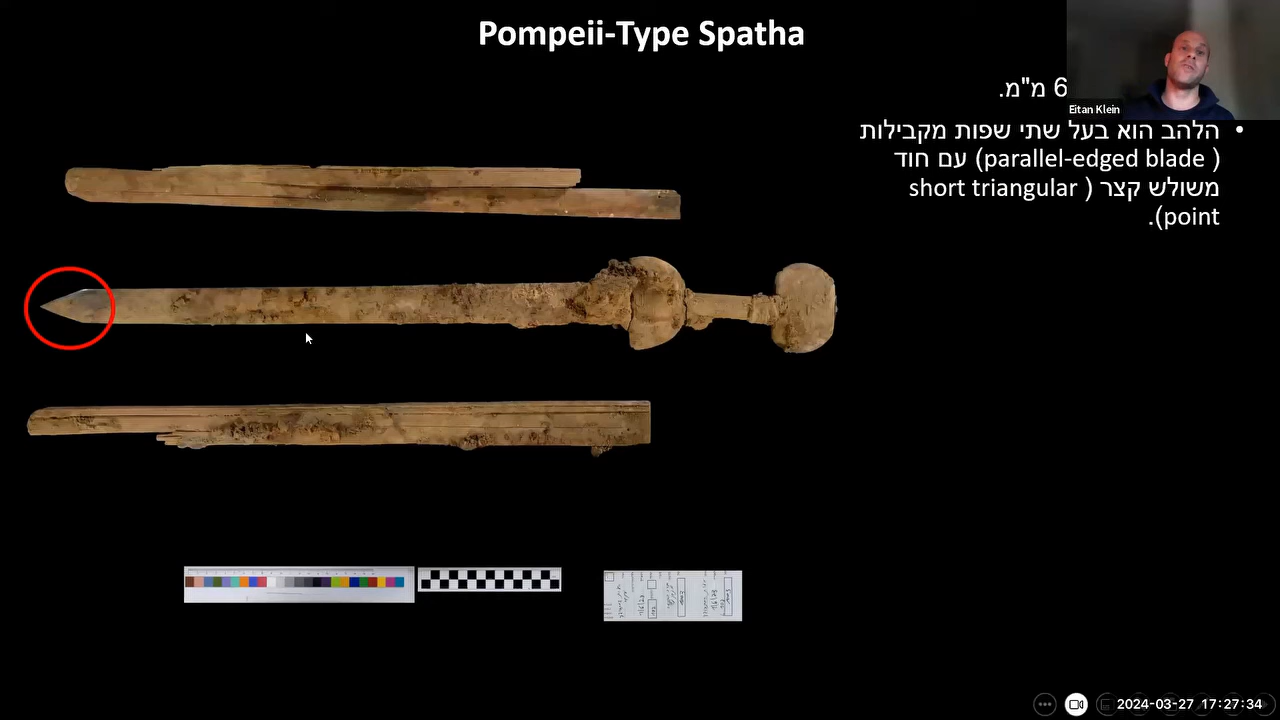 Pompeii-Type Spatha
6 מ"מ.
Eitan Klein
• הלהב הוא בעל שתי שפות מקבילות
(parallel-edged blade) עם חוד
משולש קצר (short triangular
point).
2024-03-27 17:27:34